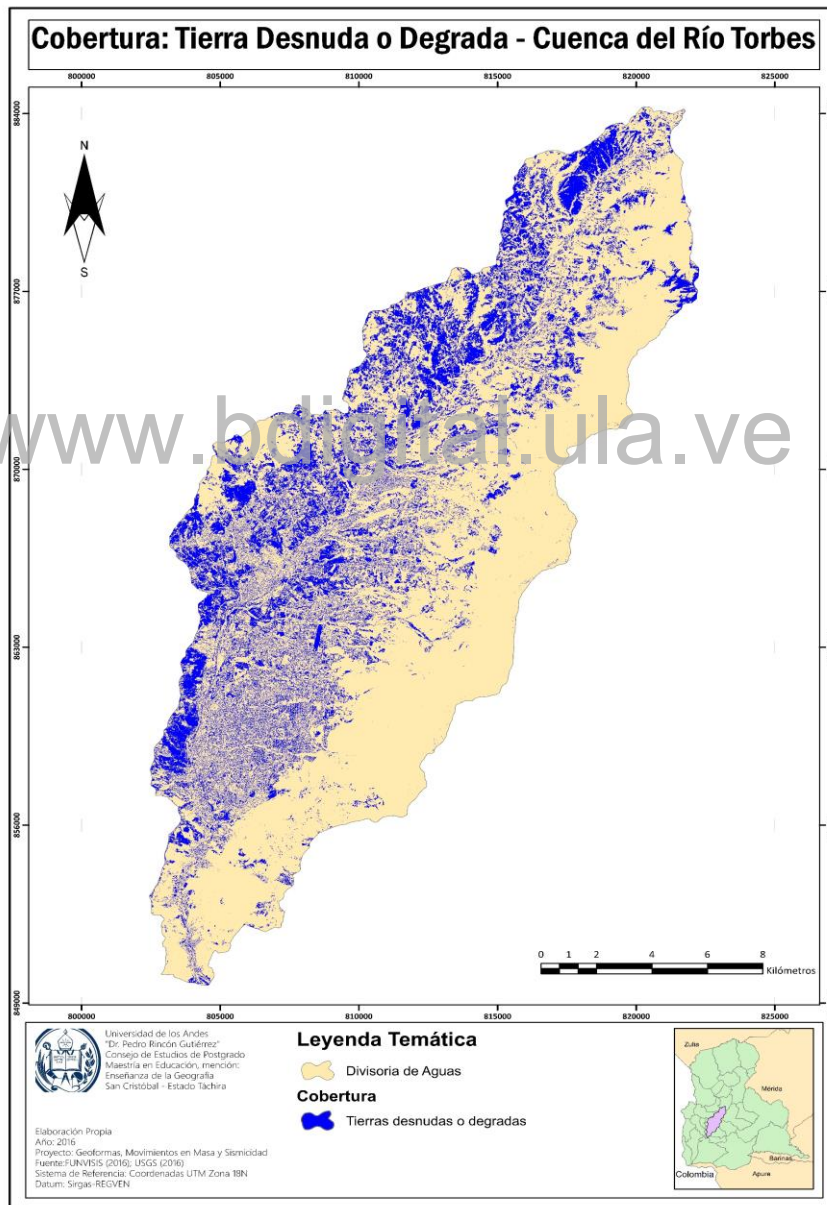 Cobertura: Tierra Desnuda o Degrada - Cuenca del Río Torbes
800000 805000 810000 815000 820000 825000
884000
N
S
877000
www.bdigital.ula.ve
870000
863000
856000
0 1 2 4 6 8
Kilómetros
849000
800000 805000 810000 815000 820000 825000
Universidad de los Andes
"Dr. Pedro Rincón Gutiérrez"
Consejo de Estudios de Postgrado
Maestría en Educación, mención:
Enseñanza de la Geografía
San Cristóbal - Estado Táchira
Elaboración Propia
Año: 2016
Proyecto: Geoformas, Movimientos en Masa y Sismicidad
Fuente:FUNVISIS (2016); USGS (2016)
Sistema de Referencia: Coordenadas UTM Zona 18N
Datum: Sirgas-REGVEN
Leyenda Temática
Divisoria de Aguas
Cobertura
Tierras desnudas o degradas
Zulia
Mérida
Barinas
Colombia
Apure